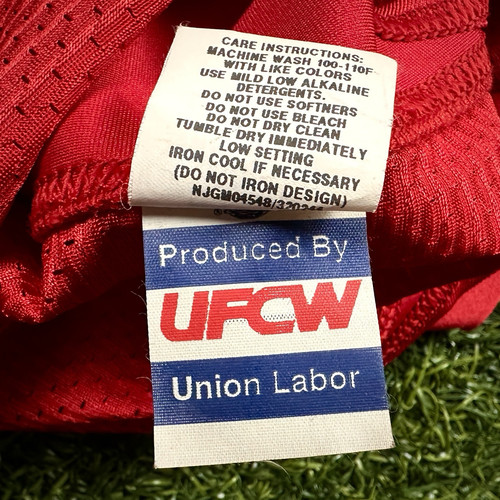 CARE INSTRUCTIONS:
MACHINE WASH 100-110F
WITH LIKE COLORS
USE MILD LOW ALKALINE
DETERGENTS.
DO NOT USE SOFTNERS
DO NOT USE BLEACH
DO NOT DRY CLEAN
TUMBLE DRY IMMEDIATELY
LOW SETTING
IRON COOL IF NECESSARY
(DO NOT IRON DESIGN)
Produced By
UFCW
Union Labor